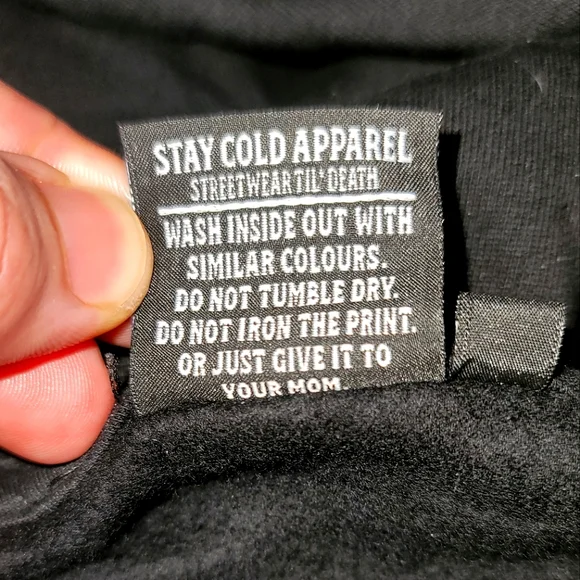 STAY COLD APPAREL
STREETWEAR TIL' DEATH
WASH INSIDE OUT WITH
SIMILAR COLOURS.
DO NOT TUMBLE DRY.
DO NOT IRON THE PRINT.
OR JUST GIVE IT TO
YOUR MOM.